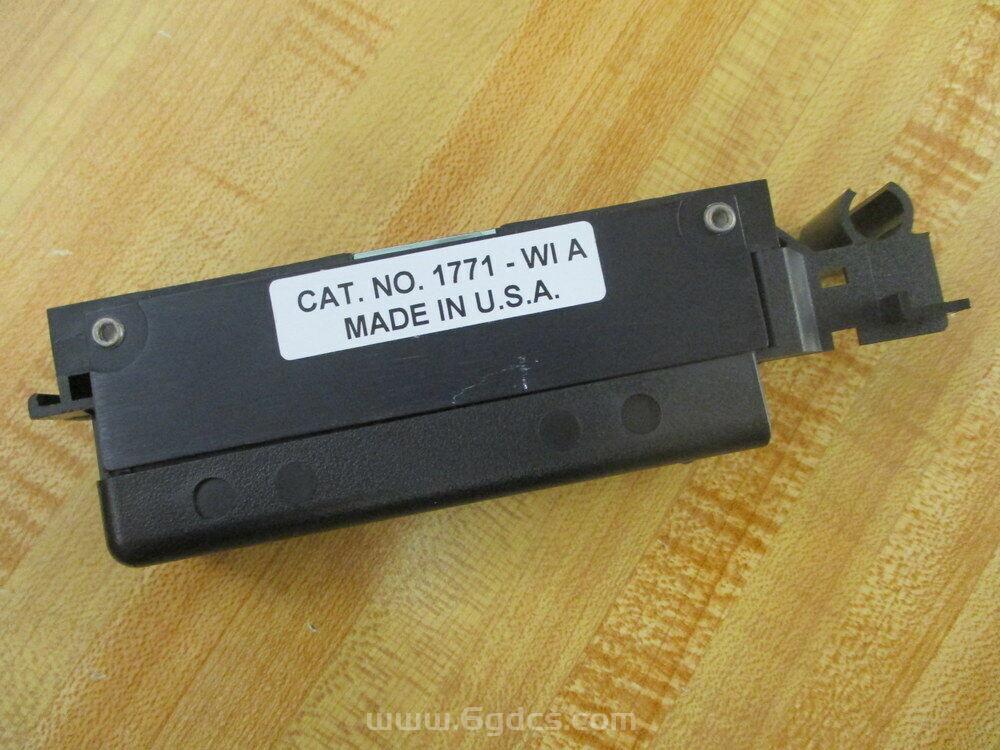 CAT. NO. 1771 - WI A
MADE IN U.S.A.
www.6gdcs.com